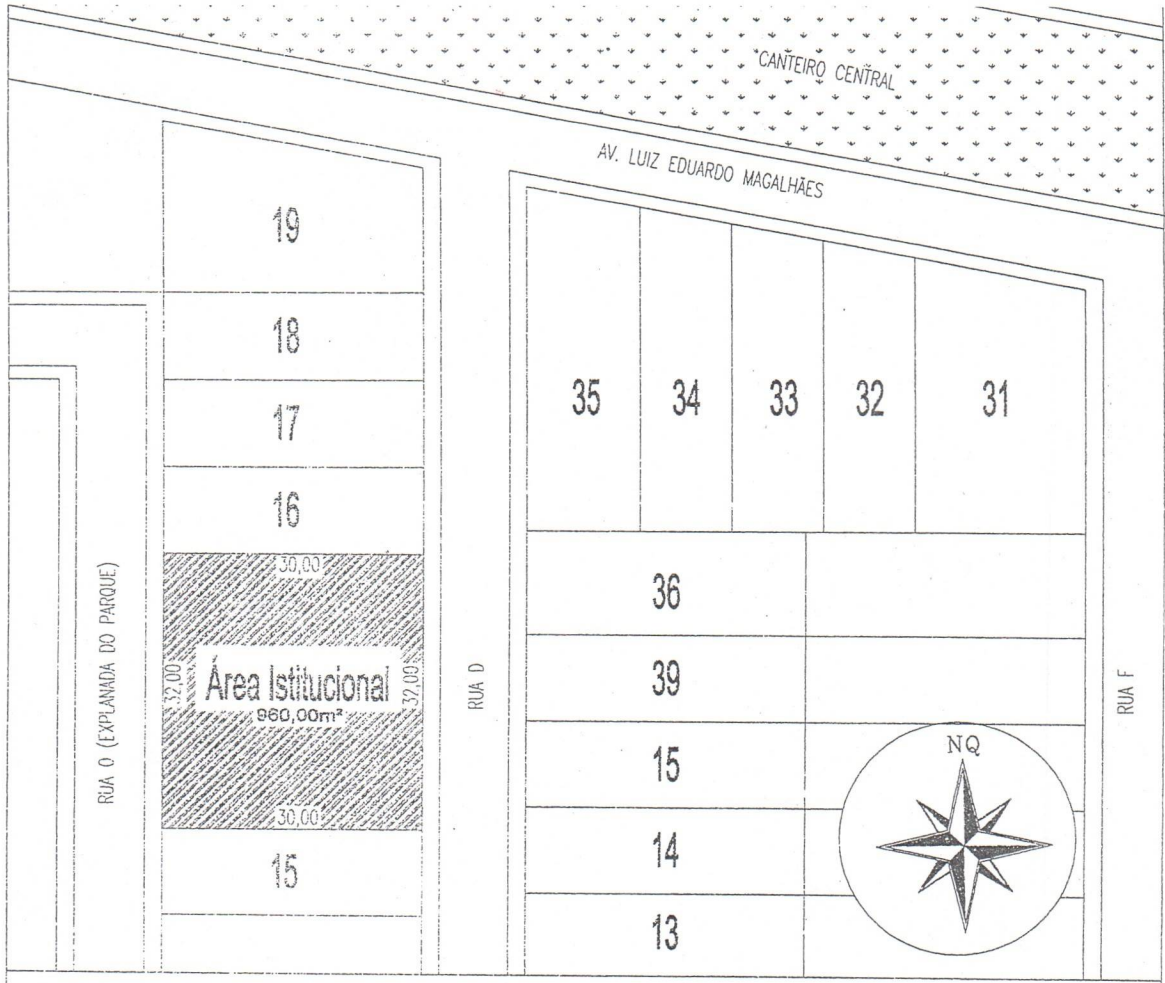 CANTEIRO CENTRAL
AV. LUIZ EDUARDO MAGALHÃES
19
18
17
16
30,00
32,00
Área Istitucional
960,00m²
32,00
30,00
15
RUA O (EXPLANADA DO PARQUE)
RUA D
35
34
33
32
31
36
39
15
14
13
RUA F
NQ